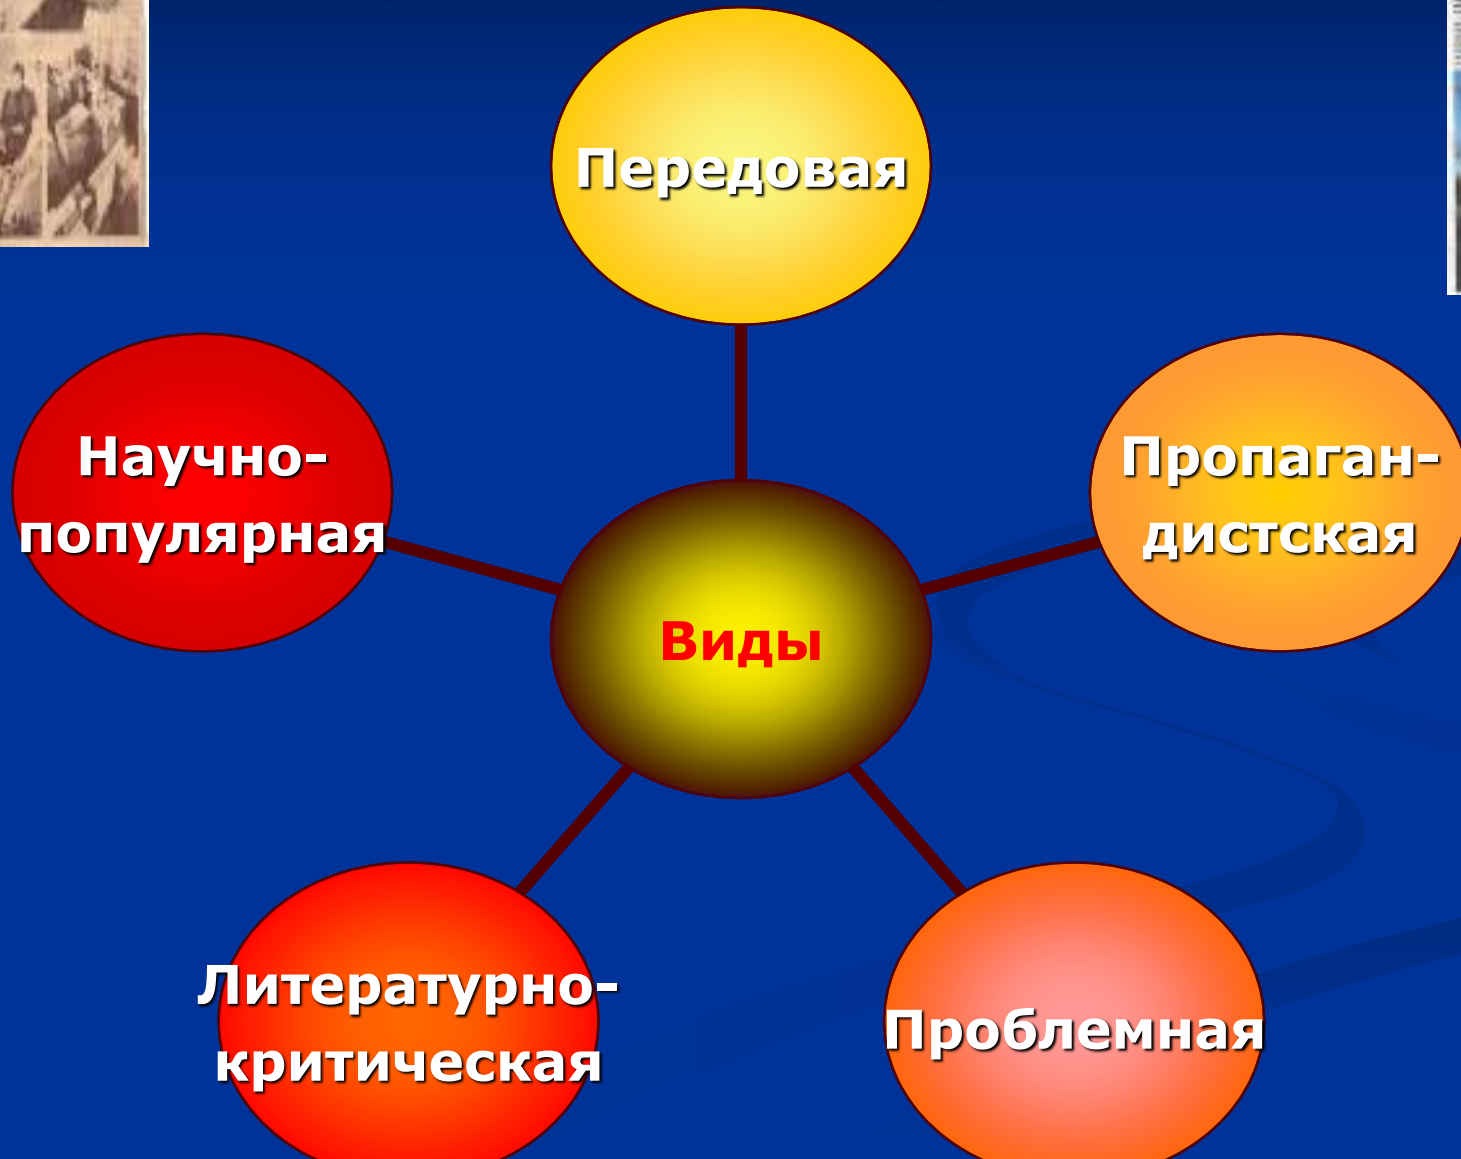 Передовая
Научно-
популярная
Пропаган-
дистская
Виды
Литературно-
критическая
Проблемная